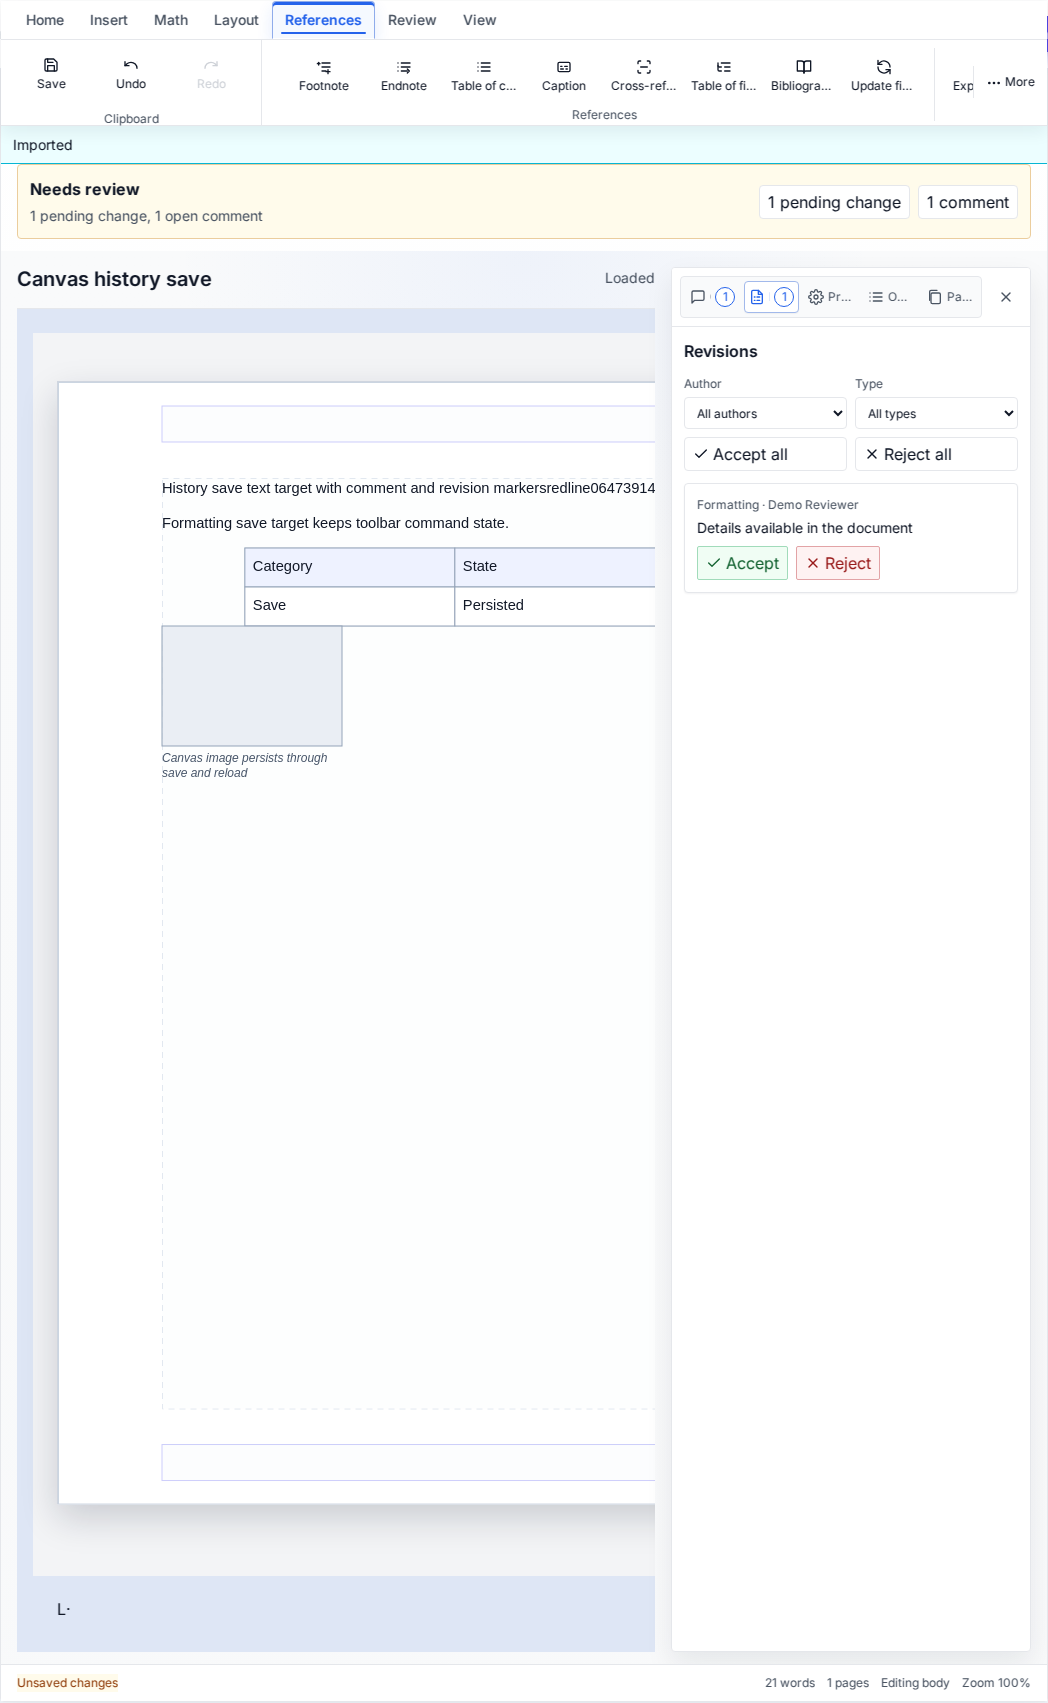 Home Insert Math Layout References Review View
Save Undo Redo
Clipboard
Footnote Endnote Table of c... Caption Cross-ref... Table of fi... Bibliogra... Update fi...
References
Exp
More
Imported
Needs review
1 pending change, 1 open comment
1 pending change 1 comment
Canvas history save
Loaded
1 1 Pr... O... Pa...
Revisions
Author Type
All authors All types
Accept all Reject all
Formatting · Demo Reviewer
Details available in the document
Accept Reject
History save text target with comment and revision markersredline06473914
Formatting save target keeps toolbar command state.
Category State
Save Persisted
Canvas image persists through
save and reload
L·
Unsaved changes
21 words 1 pages Editing body Zoom 100%